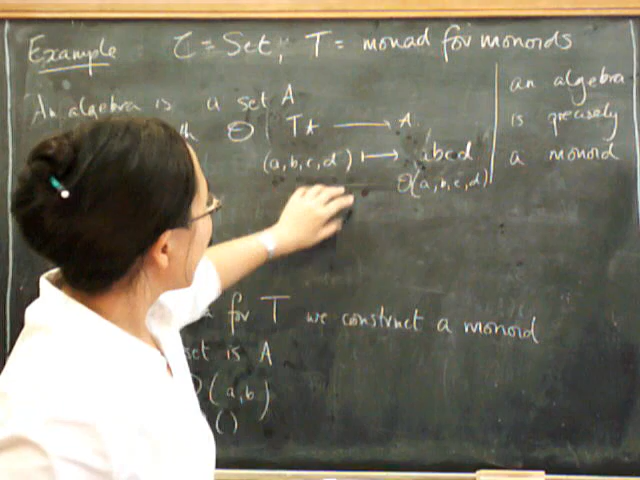 Example C = Set, T = monad for monoids
An algebra is a set A
θ : TA ⟶ A
(a, b, c, d) ⟼ abcd
θ(a, b, c, d)
an algebra
is precisely
a monoid
for T we construct a monoid
set is A
(a, b)
()